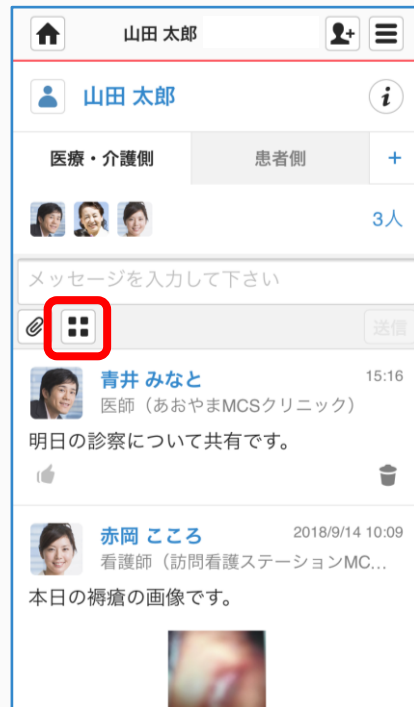 山田 太郎
山田 太郎
i
医療・介護側 患者側 +
3人
メッセージを入力して下さい
送信
青井 みなと 15:16
医師（あおやまMCSクリニック）
明日の診察について共有です。
赤岡 こころ 2018/9/14 10:09
看護師（訪問看護ステーションMC...
本日の褥瘡の画像です。